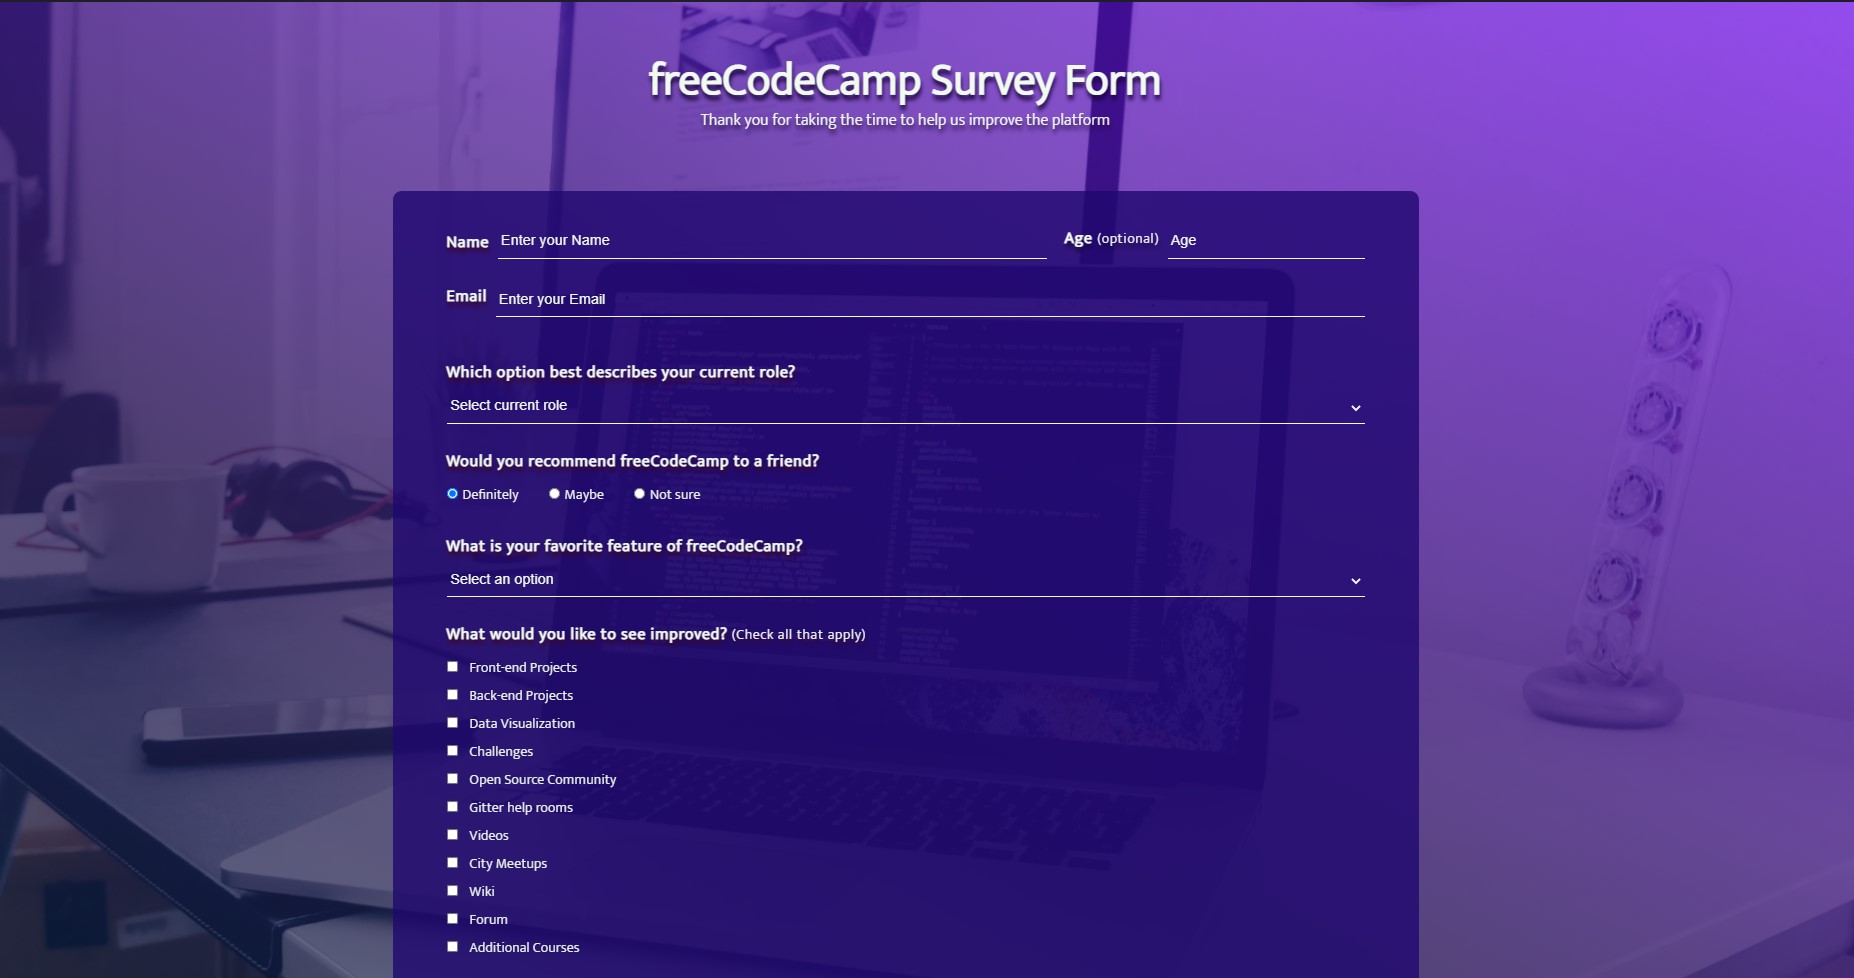 freeCodeCamp Survey Form
Thank you for taking the time to help us improve the platform
Name Enter your Name Age (optional) Age
Email Enter your Email
Which option best describes your current role?
Select current role
Would you recommend freeCodeCamp to a friend?
Definitely Maybe Not sure
What is your favorite feature of freeCodeCamp?
Select an option
What would you like to see improved? (Check all that apply)
Front-end Projects
Back-end Projects
Data Visualization
Challenges
Open Source Community
Gitter help rooms
Videos
City Meetups
Wiki
Forum
Additional Courses